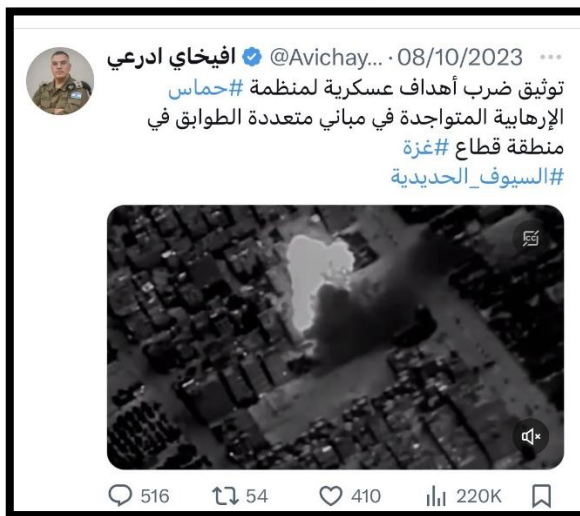 افيخاي ادرعي @Avichay... · 08/10/2023
توثيق ضرب أهداف عسكرية لمنظمة #حماس
الإرهابية المتواجدة في مباني متعددة الطوابق في
منطقة قطاع #غزة
#السيوف_الحديدية
516 54 410 220K